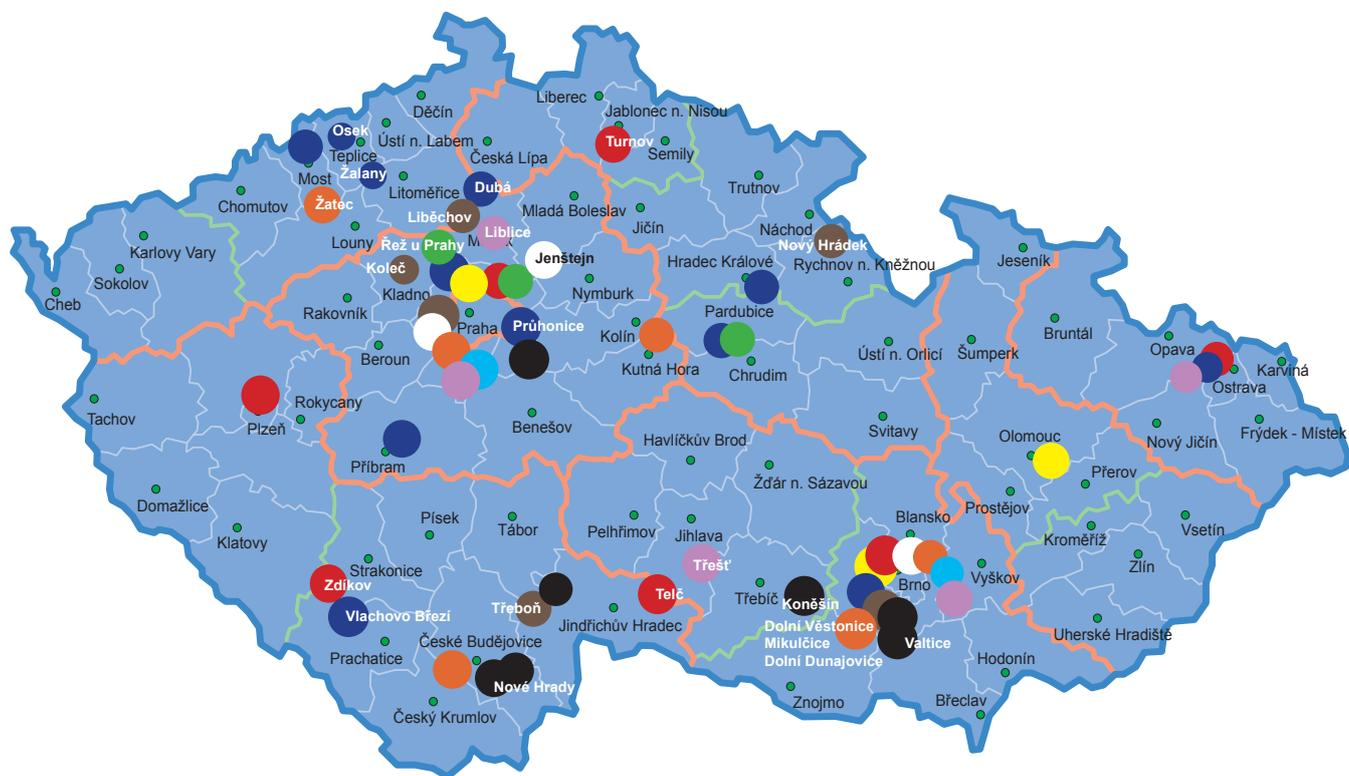 Liberec
Jablonec n. Nisou
Děčín
Osek
Ústí n. Labem
Turnov
Teplice
Česká Lípa
Semily
Most
Žalany
Dubá
Trutnov
Chomutov
Žatec
Litoměřice
Mladá Boleslav
Liběchov
Jičín
Náchod
Louny
Řež u Prahy
Liblice
Nový Hrádek
Karlovy Vary
Jenštejn
Hradec Králové
Rychnov n. Kněžnou
Jeseník
Koleč
Sokolov
Kladno
Nymburk
Cheb
Rakovník
Pardubice
Praha
Průhonice
Kolín
Bruntál
Beroun
Ústí n. Orlicí
Šumperk
Opava
Kutná Hora
Chrudim
Karviná
Ostrava
Rokycany
Tachov
Plzeň
Benešov
Svitavy
Frýdek - Místek
Havlíčkův Brod
Olomouc
Nový Jičín
Příbram
Přerov
Žďár n. Sázavou
Domažlice
Prostějov
Písek
Tábor
Pelhřimov
Jihlava
Blansko
Vsetín
Klatovy
Kroměříž
Strakonice
Třešť
Zlín
Zdíkov
Telč
Třebíč
Brno
Vyškov
Vlachovo Březí
Třeboň
Koněšín
Jindřichův Hradec
Dolní Věstonice
Mikulčice
Dolní Dunajovice
Valtice
Uherské Hradiště
České Budějovice
Prachatice
Hodonín
Nové Hrady
Znojmo
Břeclav
Český Krumlov